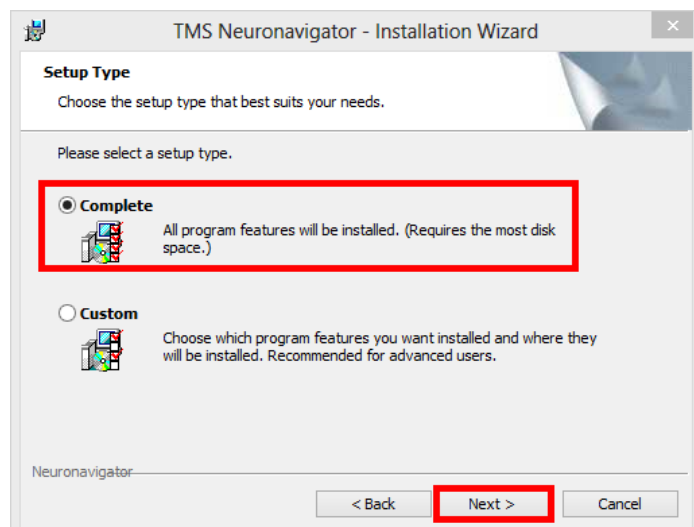 TMS Neuronavigator - Installation Wizard
Setup Type
Choose the setup type that best suits your needs.
Please select a setup type.
Complete
All program features will be installed. (Requires the most disk
space.)
Custom
Choose which program features you want installed and where they
will be installed. Recommended for advanced users.
Neuronavigator
< Back Next > Cancel